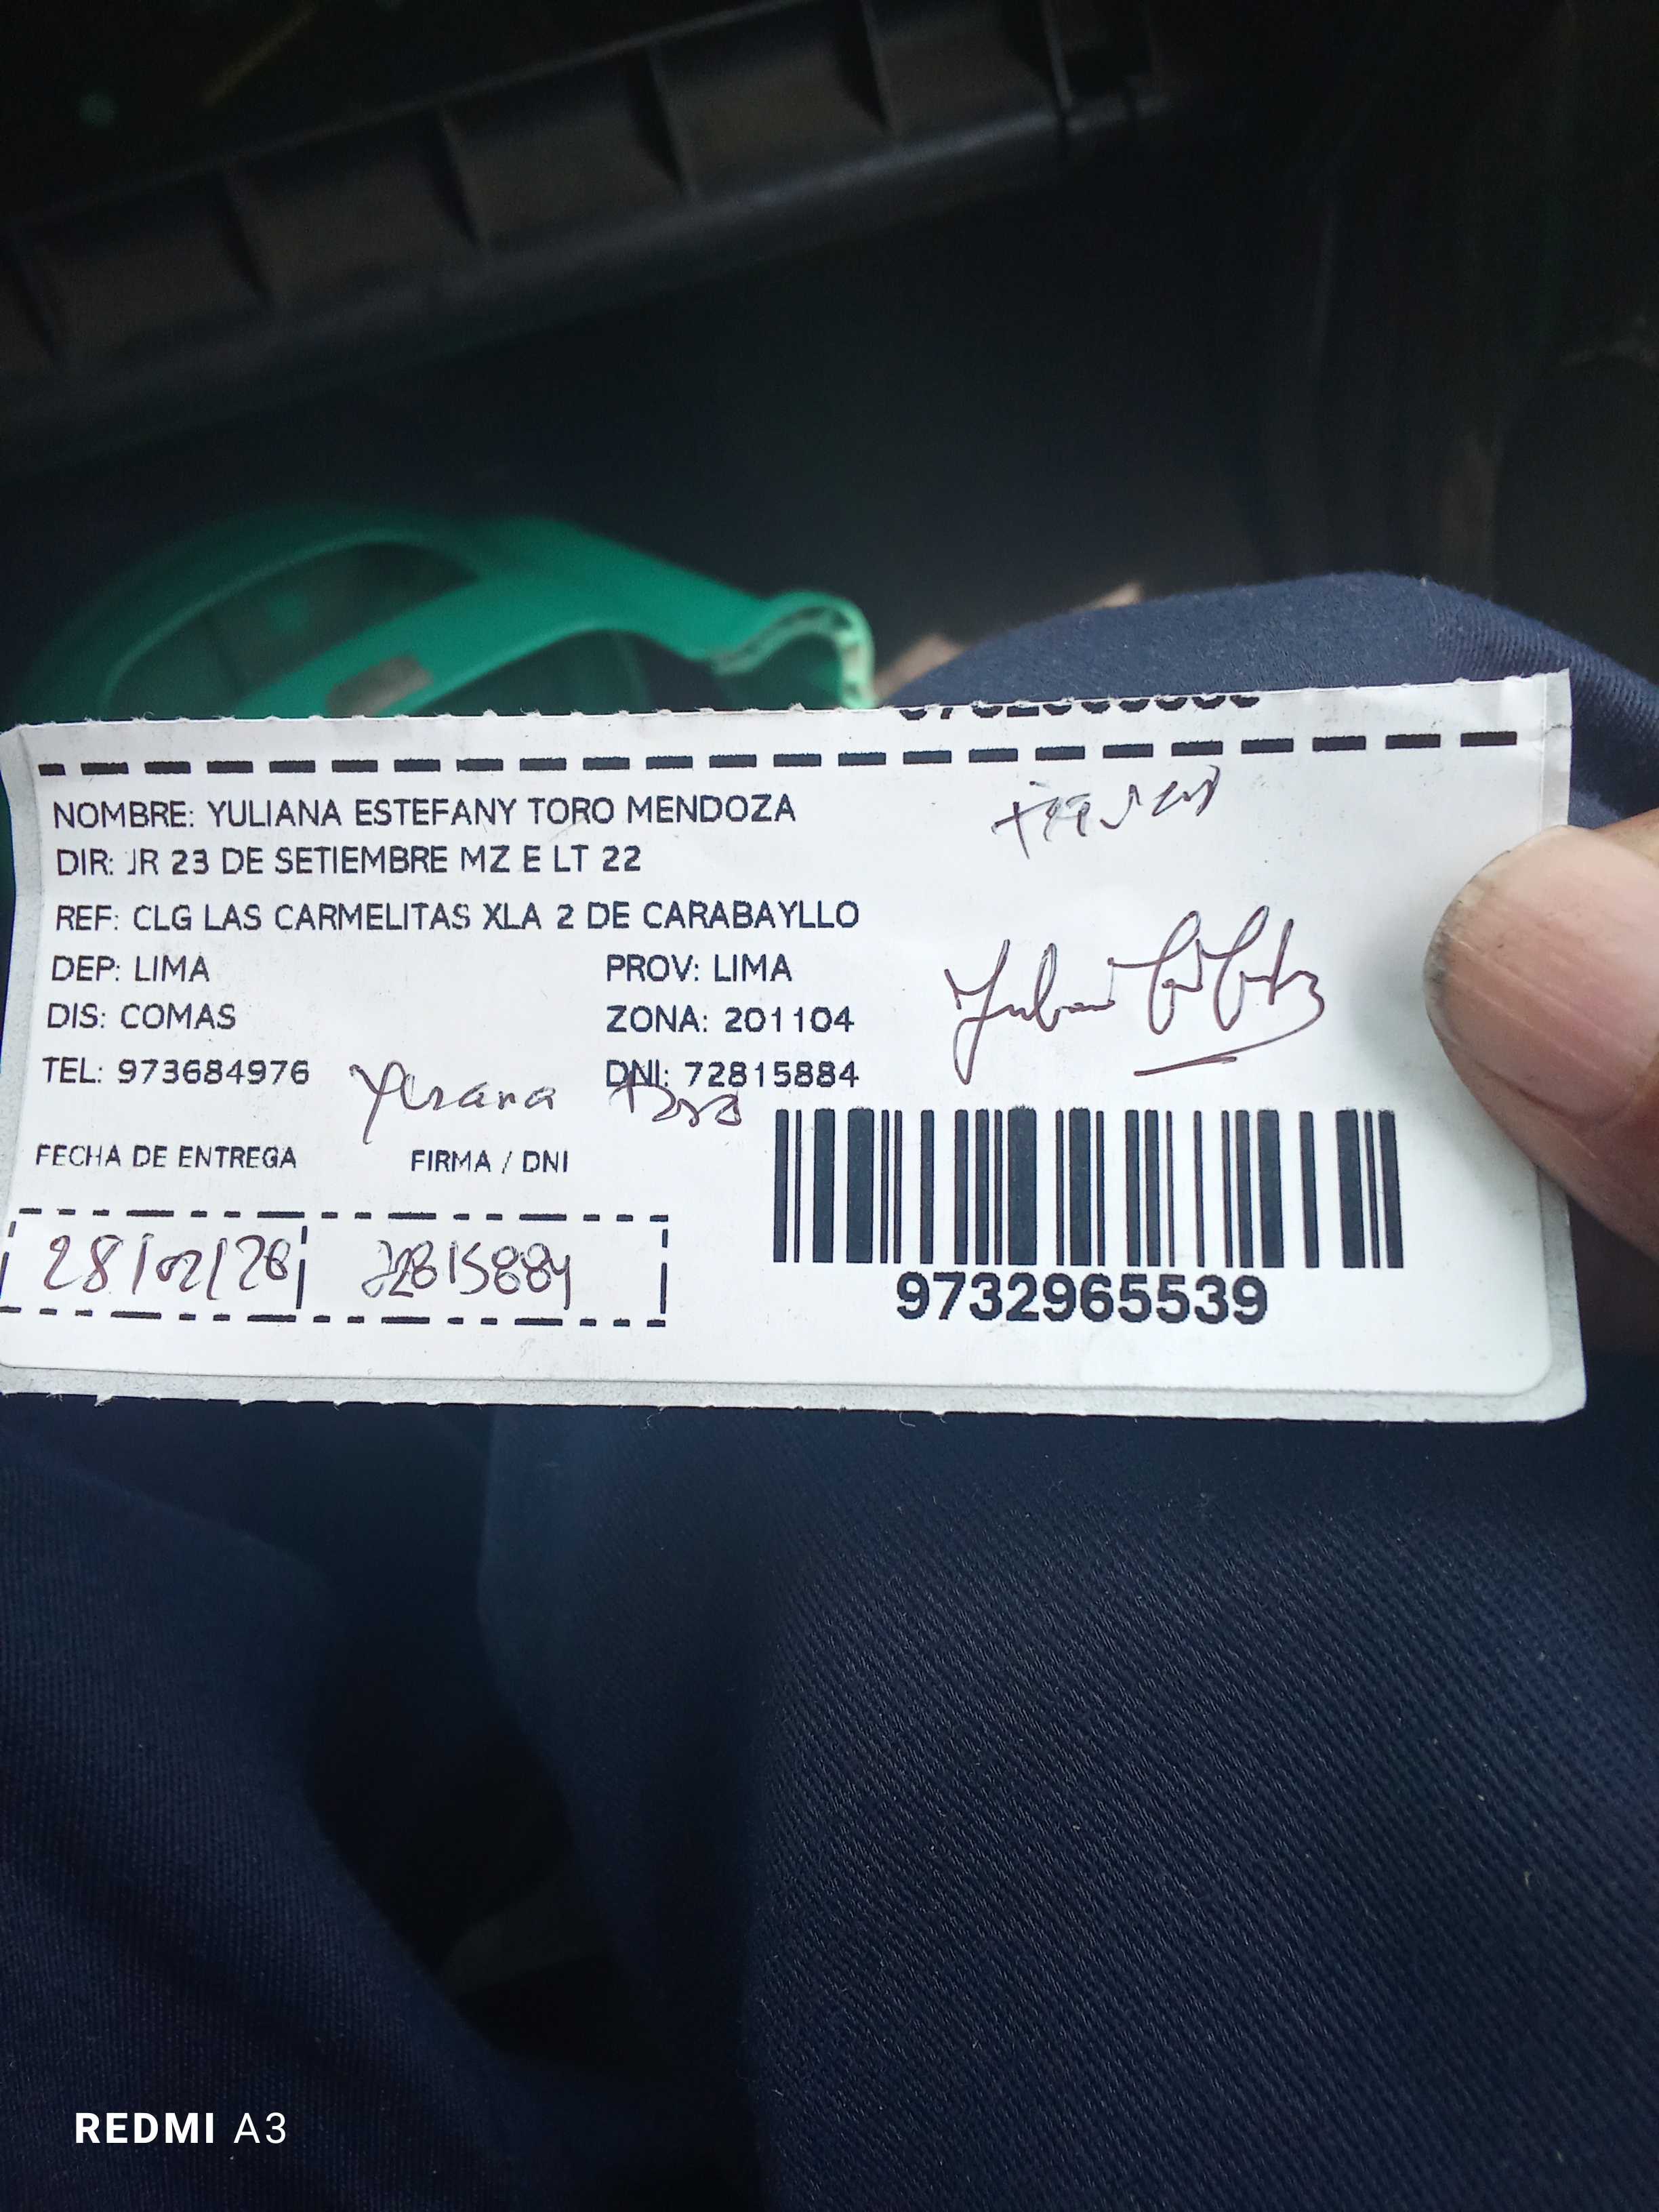 NOMBRE: YULIANA ESTEFANY TORO MENDOZA
DIR: JR 23 DE SETIEMBRE MZ E LT 22
REF: CLG LAS CARMELITAS XLA 2 DE CARABAYLLO
DEP: LIMA PROV: LIMA
DIS: COMAS ZONA: 201104
TEL: 973684976 DNI: 72815884
FECHA DE ENTREGA FIRMA / DNI
28/02/26 72815884
9732965539
REDMI A3